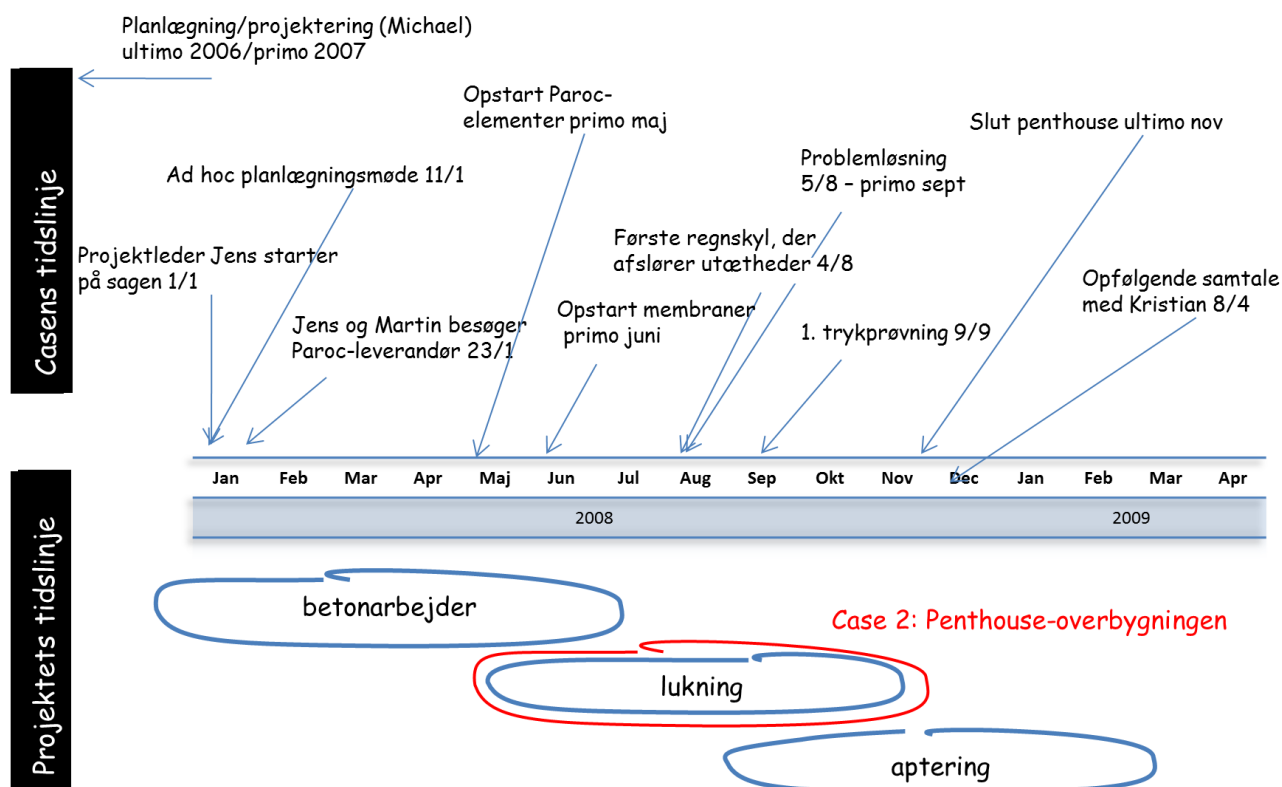 Planlægning/projektering (Michael)
ultimo 2006/primo 2007
Casens tidslinje
Opstart Paroc-
elementer primo maj
Slut penthouse ultimo nov
Problemløsning
5/8 – primo sept
Ad hoc planlægningsmøde 11/1
Første regnskyl, der
afslører utætheder 4/8
Projektleder Jens starter
på sagen 1/1
Opfølgende samtale
med Kristian 8/4
Opstart membraner
primo juni
Jens og Martin besøger
Paroc-leverandør 23/1
1. trykprøvning 9/9
Jan Feb Mar Apr Maj Jun Jul Aug Sep Okt Nov Dec Jan Feb Mar Apr
2008 2009
Projektets tidslinje
betonarbejder
Case 2: Penthouse-overbygningen
lukning
aptering